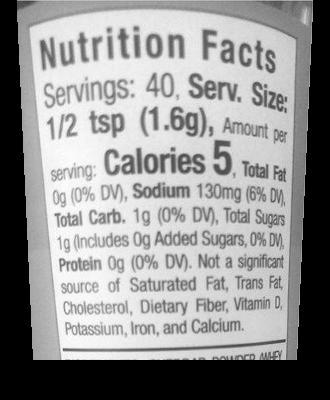 Nutrition Facts
Servings: 40, Serv. Size:
1/2 tsp (1.6g), Amount per
serving: Calories 5, Total Fat
0g (0% DV), Sodium 130mg (6% DV),
Total Carb. 1g (0% DV), Total Sugars
1g (Includes 0g Added Sugars, 0% DV),
Protein 0g (0% DV). Not a significant
source of Saturated Fat, Trans Fat,
Cholesterol, Dietary Fiber, Vitamin D,
Potassium, Iron, and Calcium.